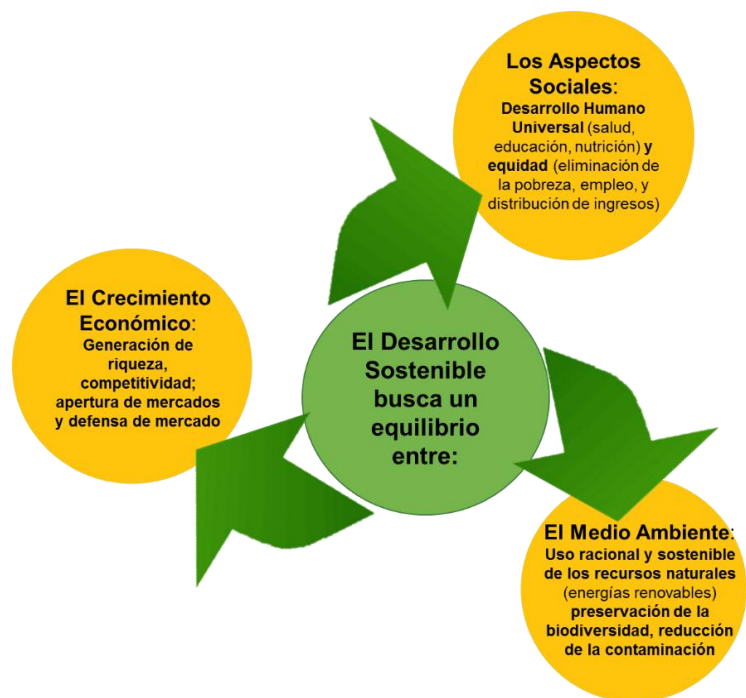 Los Aspectos
Sociales:
Desarrollo Humano
Universal (salud,
educación, nutrición) y
equidad (eliminación de
la pobreza, empleo, y
distribución de ingresos)
El Crecimiento
Económico:
Generación de
riqueza,
competitividad;
apertura de mercados
y defensa de mercado
El Desarrollo
Sostenible
busca un
equilibrio
entre:
El Medio Ambiente:
Uso racional y sostenible
de los recursos naturales
(energías renovables)
preservación de la
biodiversidad, reducción
de la contaminación